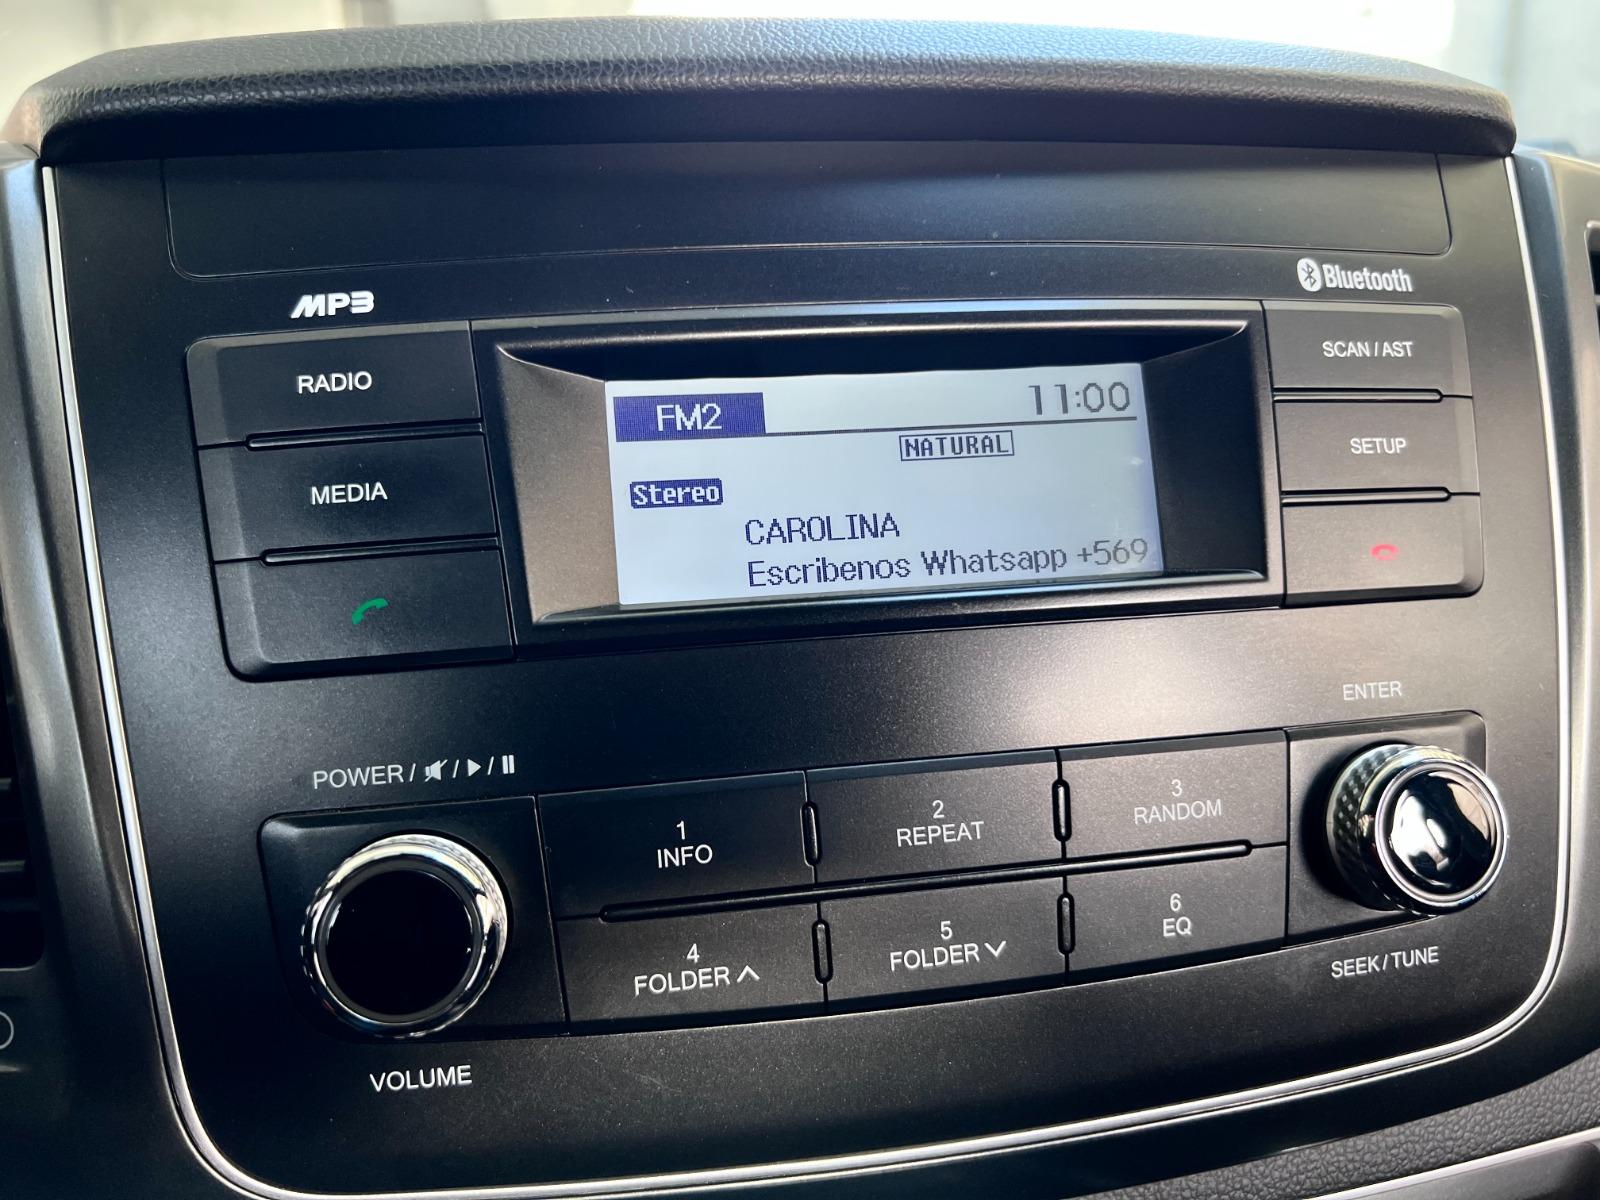 MP3
Bluetooth
RADIO
MEDIA
FM2
11:00
NATURAL
Stereo
CAROLINA
Escribenos Whatsapp +569
SCAN / AST
SETUP
ENTER
POWER /
1
INFO
2
REPEAT
3
RANDOM
4
FOLDER
5
FOLDER
6
EQ
VOLUME
SEEK / TUNE